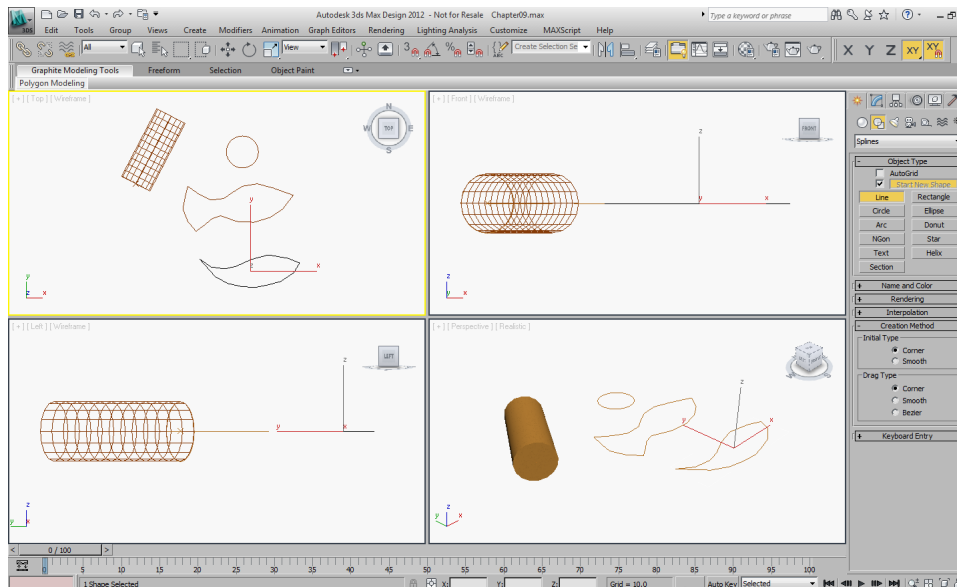 Autodesk 3ds Max Design 2012 - Not for Resale Chapter09.max
Type a keyword or phrase
3DS
Edit Tools Group Views Create Modifiers Animation Graph Editors Rendering Lighting Analysis Customize MAXScript Help
All View Create Selection Se X Y Z XY XY
Graphite Modeling Tools Freeform Selection Object Paint
Polygon Modeling
[ + ] [ Top ] [ Wireframe ]
[ + ] [ Front ] [ Wireframe ]
N
W TOP E
S
FRONT
Splines
Object Type
AutoGrid
Start New Shape
Line Rectangle
Circle Ellipse
Arc Donut
NGon Star
Text Helix
Section
Name and Color
Rendering
Interpolation
Creation Method
Initial Type
Corner
Smooth
Drag Type
Corner
Smooth
Bezier
Keyboard Entry
y
x
z
y x
z
y x
z
y x
z
y x
[ + ] [ Left ] [ Wireframe ]
[ + ] [ Perspective ] [ Realistic ]
LEFT
z
y x
z
y x
z
y x
z
y x
0 / 100
0 5 10 15 20 25 30 35 40 45 50 55 60 65 70 75 80 85 90 95 100
1 Shape Selected X: Y: Z: Grid = 10.0 Auto Key Selected